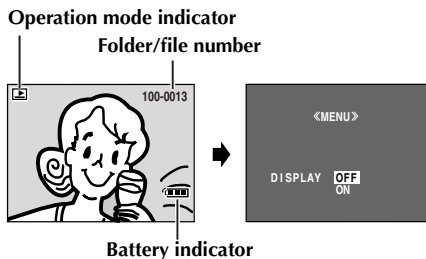 Operation mode indicator
Folder/file number
100-0013
《MENU》
DISPLAY OFF
ON
Battery indicator